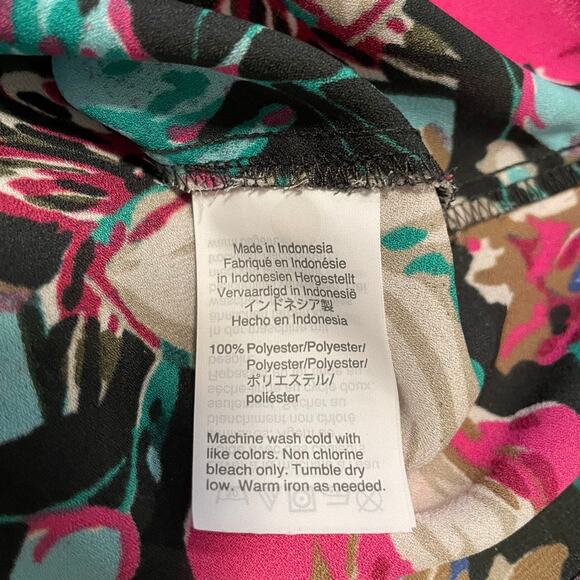 Made in Indonesia
Fabriqué en Indonésie
in Indonesien Hergestellt
Vervaardigd in Indonesië
インドネシア製
Hecho en Indonesia
100% Polyester/Polyester/
Polyester/Polyester/
ポリエステル/
poliéster
Machine wash cold with
like colors. Non chlorine
bleach only. Tumble dry
low. Warm iron as needed.